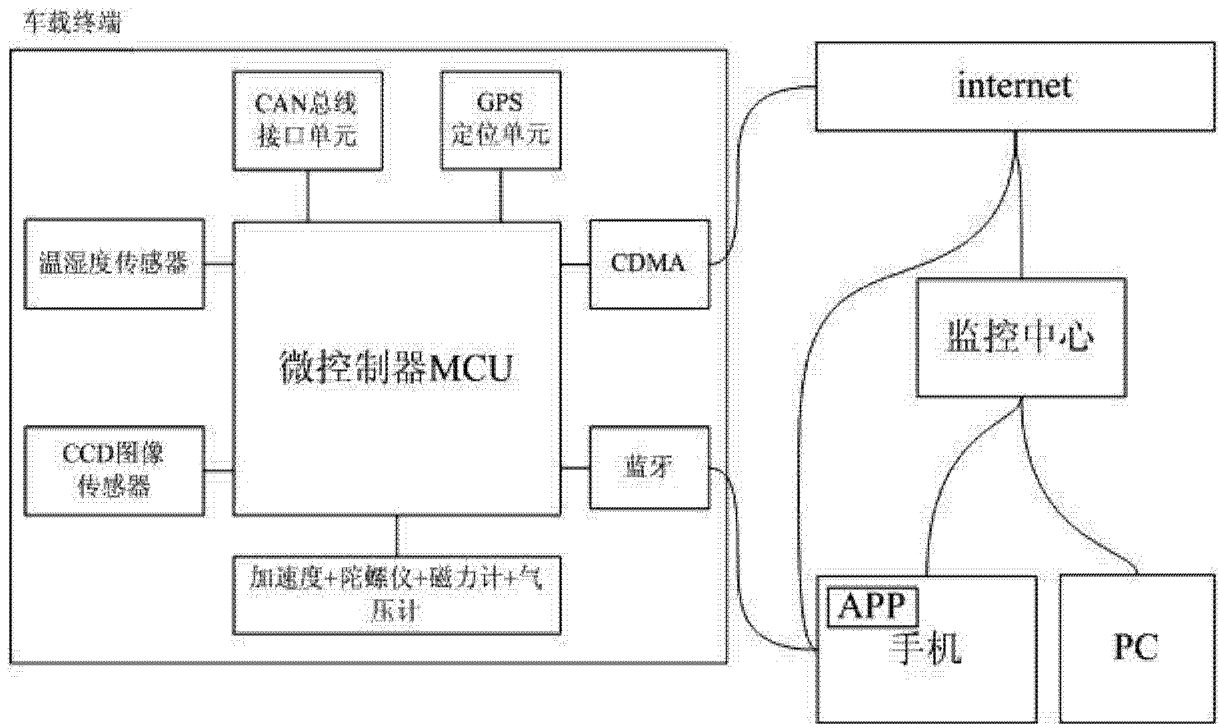 车载终端
CAN总线
接口单元
GPS
定位单元
internet
温湿度传感器
CDMA
微控制器MCU
监控中心
CCD图像
传感器
蓝牙
加速度+陀螺仪+磁力计+气
压计
APP
手机
PC